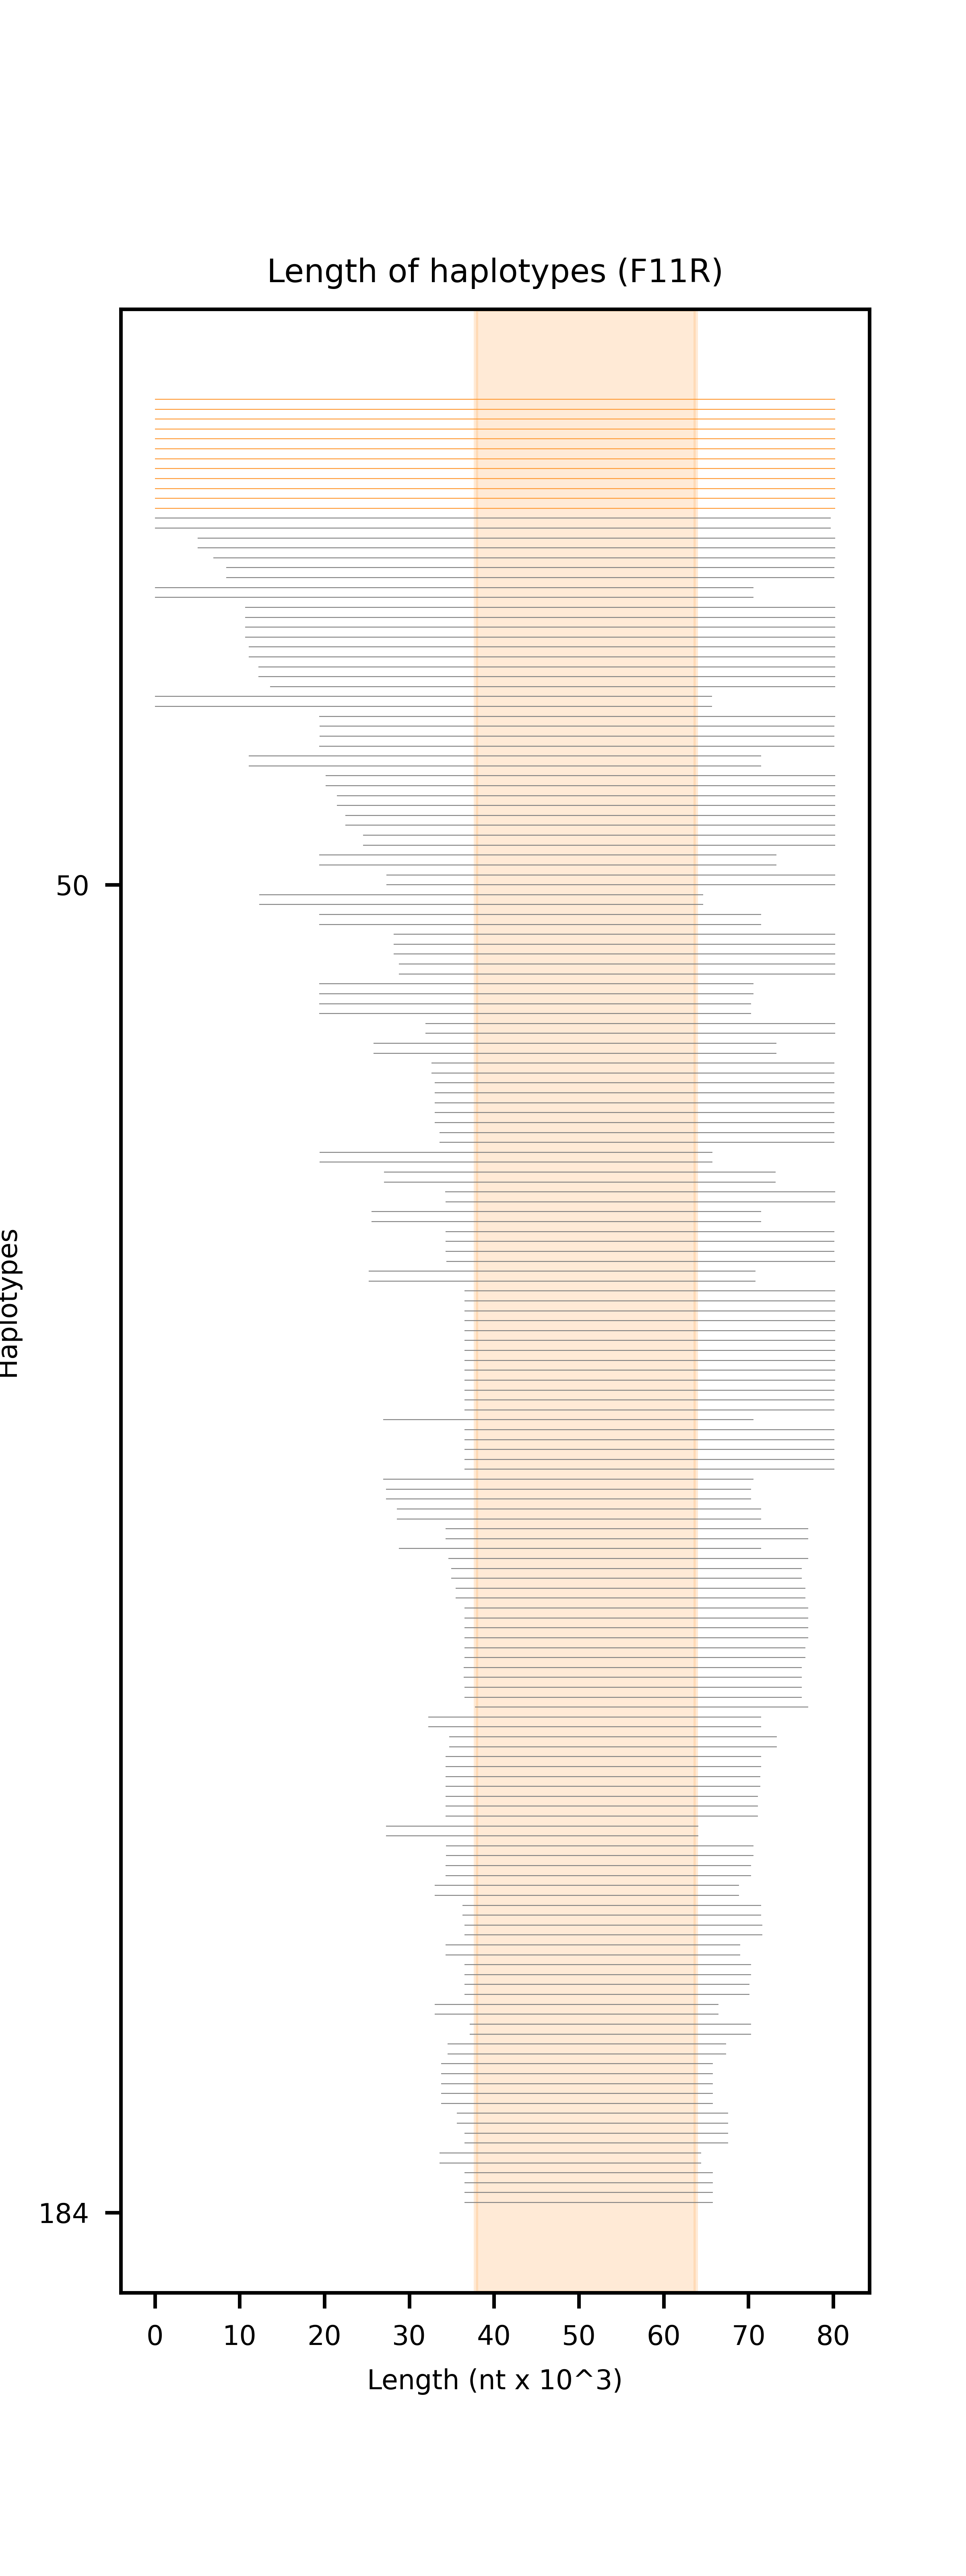 Length of haplotypes (F11R)
50
Haplotypes
184
0 10 20 30 40 50 60 70 80
Length (nt x 10^3)